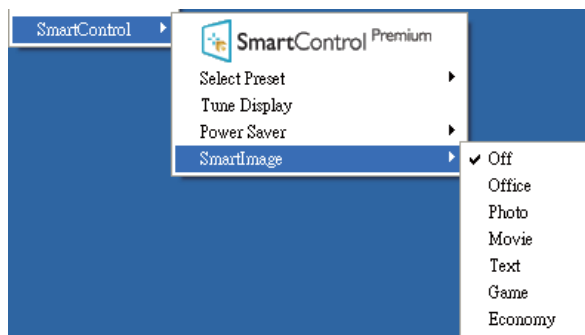 SmartControl
SmartControl Premium
Select Preset
Tune Display
Power Saver
SmartImage
Off
Office
Photo
Movie
Text
Game
Economy